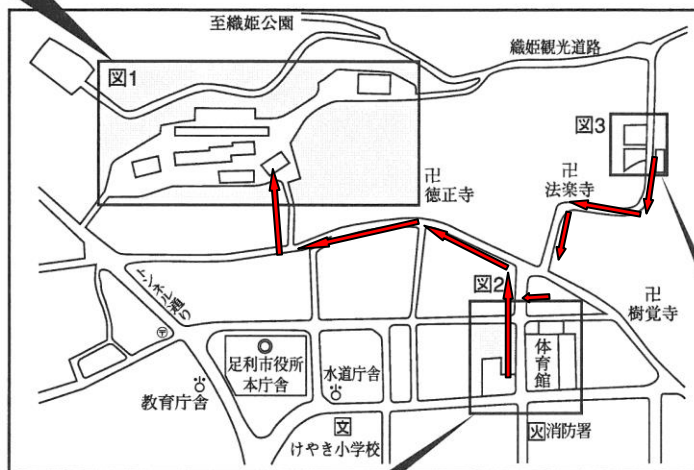 至織姫公園
織姫観光道路
図1
図3
卍
徳正寺
卍
法楽寺
図2
卍
樹覚寺
トンネル通り
〒
足利市役所
本庁舎
水道庁舎
体育館
教育庁舎
文
けやき小学校
火消防署